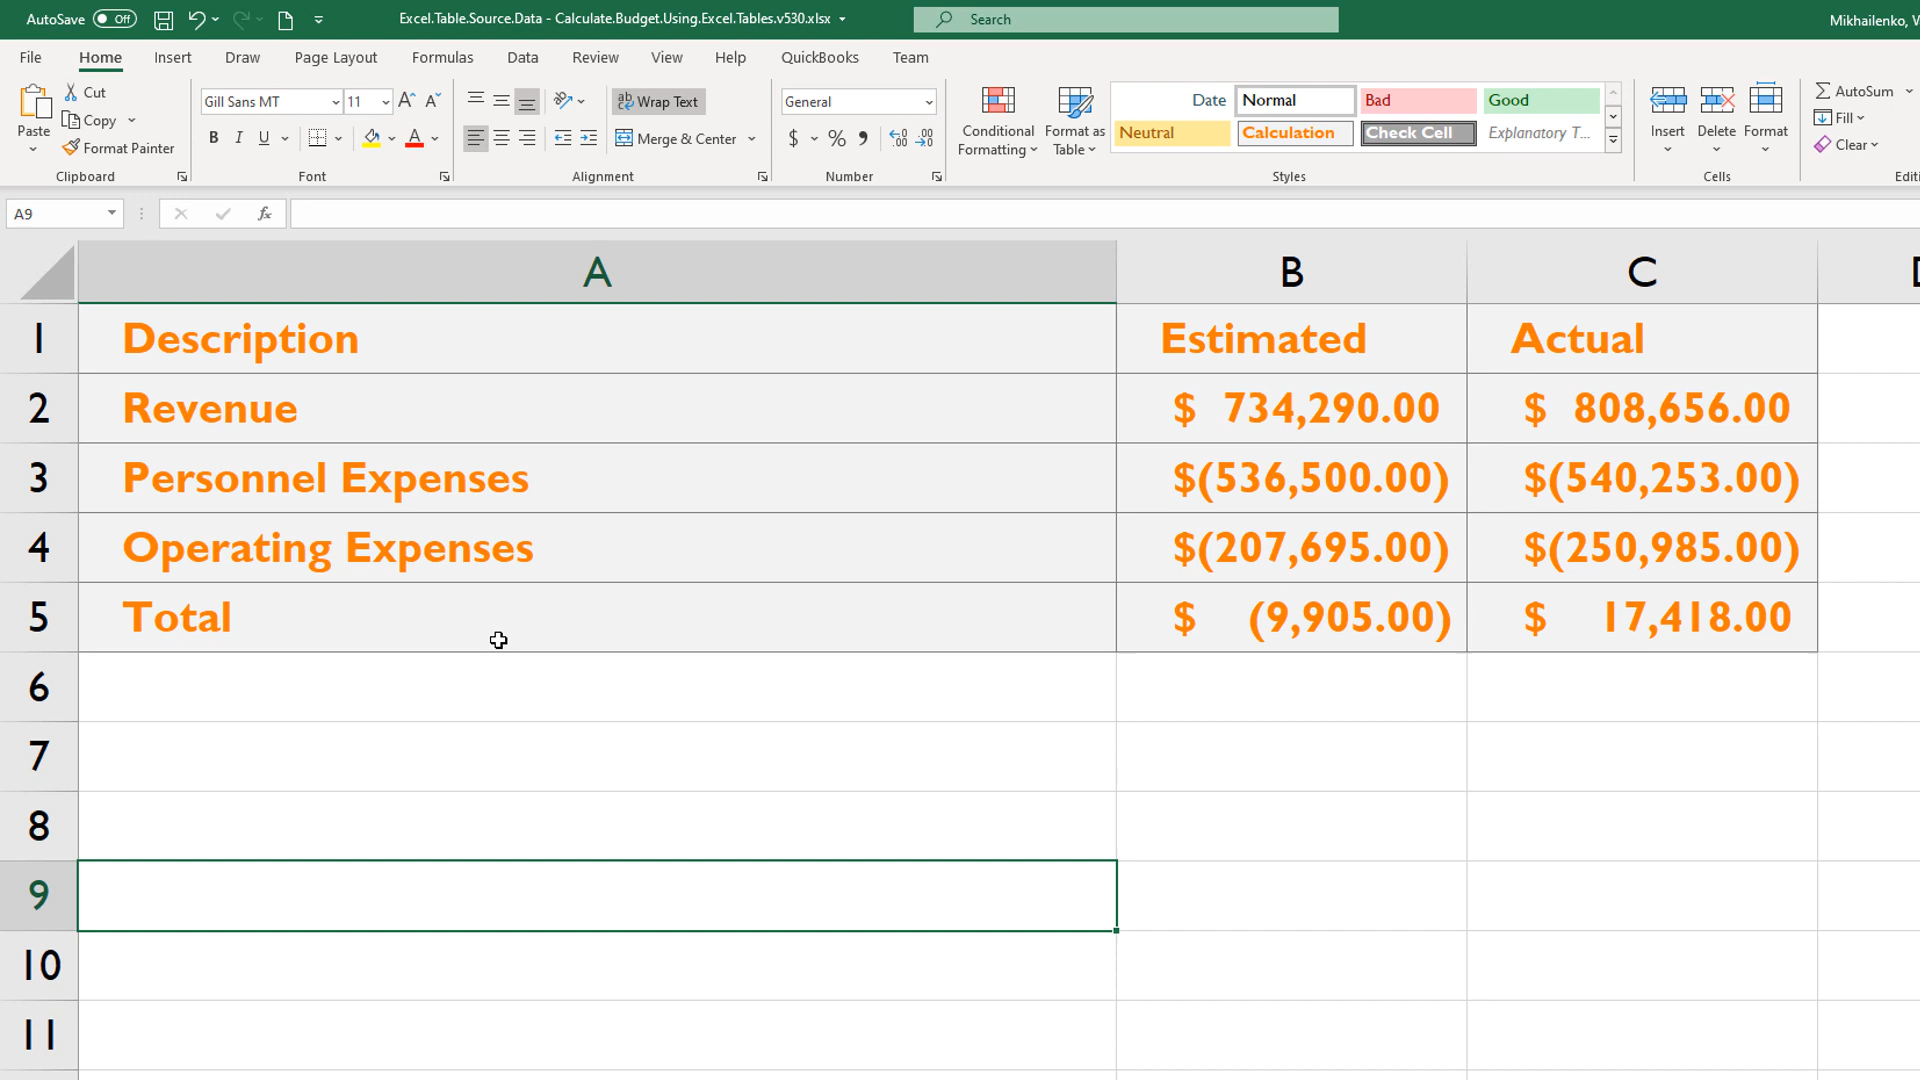 AutoSave Off Excel.Table.Source.Data - Calculate.Budget.Using.Excel.Tables.v530.xlsx Search Mikhailenko,
File Home Insert Draw Page Layout Formulas Data Review View Help QuickBooks Team
Paste
Cut
Copy
Format Painter
Clipboard
Gill Sans MT 11
B I U
Font
Wrap Text
Merge & Center
Alignment
General
$ % 9
Number
Conditional Formatting
Format as Table
Date Normal Bad Good
Neutral Calculation Check Cell Explanatory T...
Styles
Insert Delete Format
Cells
AutoSum
Fill
Clear
Editi
A9 fx
A B C
1 Description Estimated Actual
2 Revenue $ 734,290.00 $ 808,656.00
3 Personnel Expenses $(536,500.00) $(540,253.00)
4 Operating Expenses $(207,695.00) $(250,985.00)
5 Total $ (9,905.00) $ 17,418.00
6
7
8
9
10
11